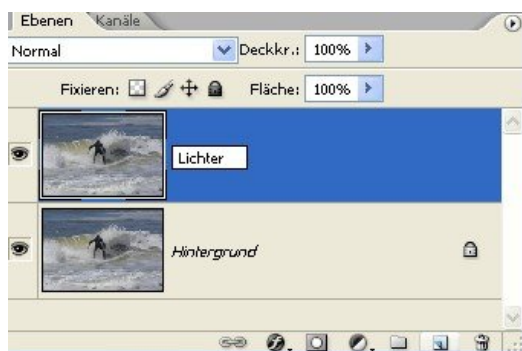 Ebenen Kanäle
Normal Deckkr.: 100%
Fixieren: Fläche: 100%
Lichter
Hintergrund